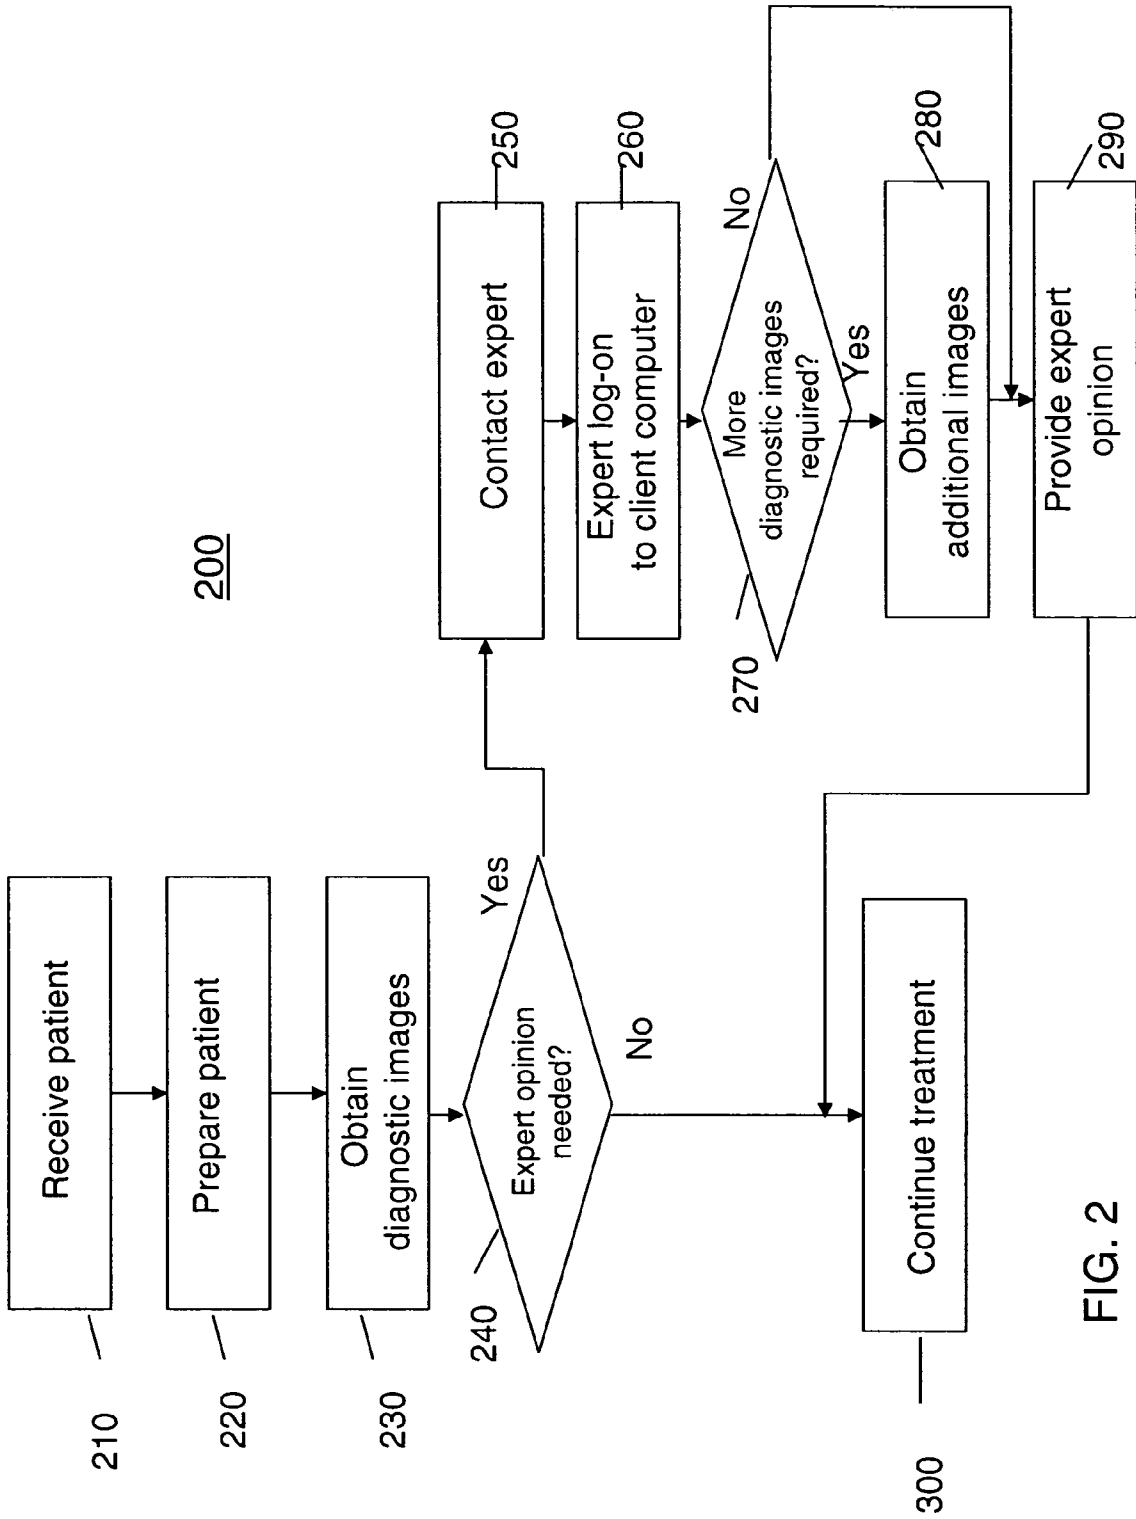 200
Receive patient
210
Prepare patient
220
Obtain
diagnostic images
230
Expert opinion
needed?
240
Yes
No
Contact expert
250
Expert log-on
to client computer
260
More
diagnostic images
required?
270
No
Yes
Obtain
additional images
280
Provide expert
opinion
290
Continue treatment
300
FIG. 2